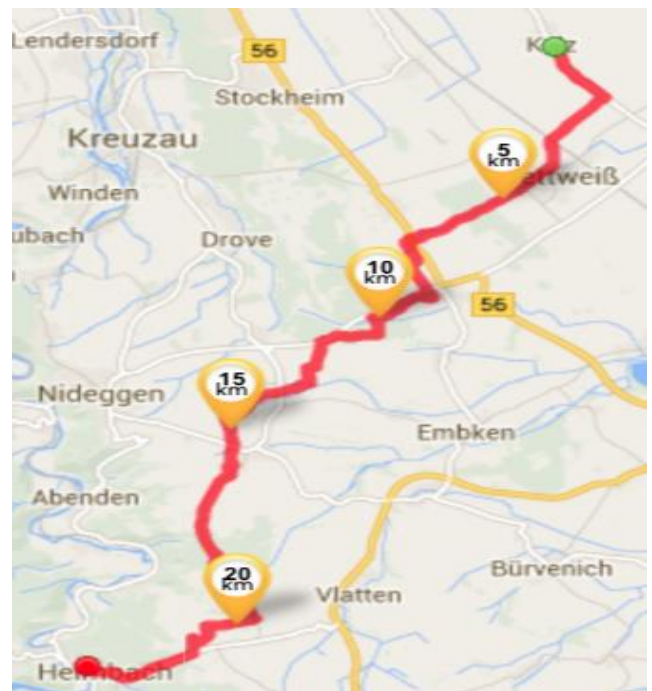 Lendersdorf
56
Stockheim
Kreuzau
5
km
Winden
ubach
Drove
10
km
56
15
km
Nideggen
Embken
Abenden
20
km
Vlatten
Bürvenich